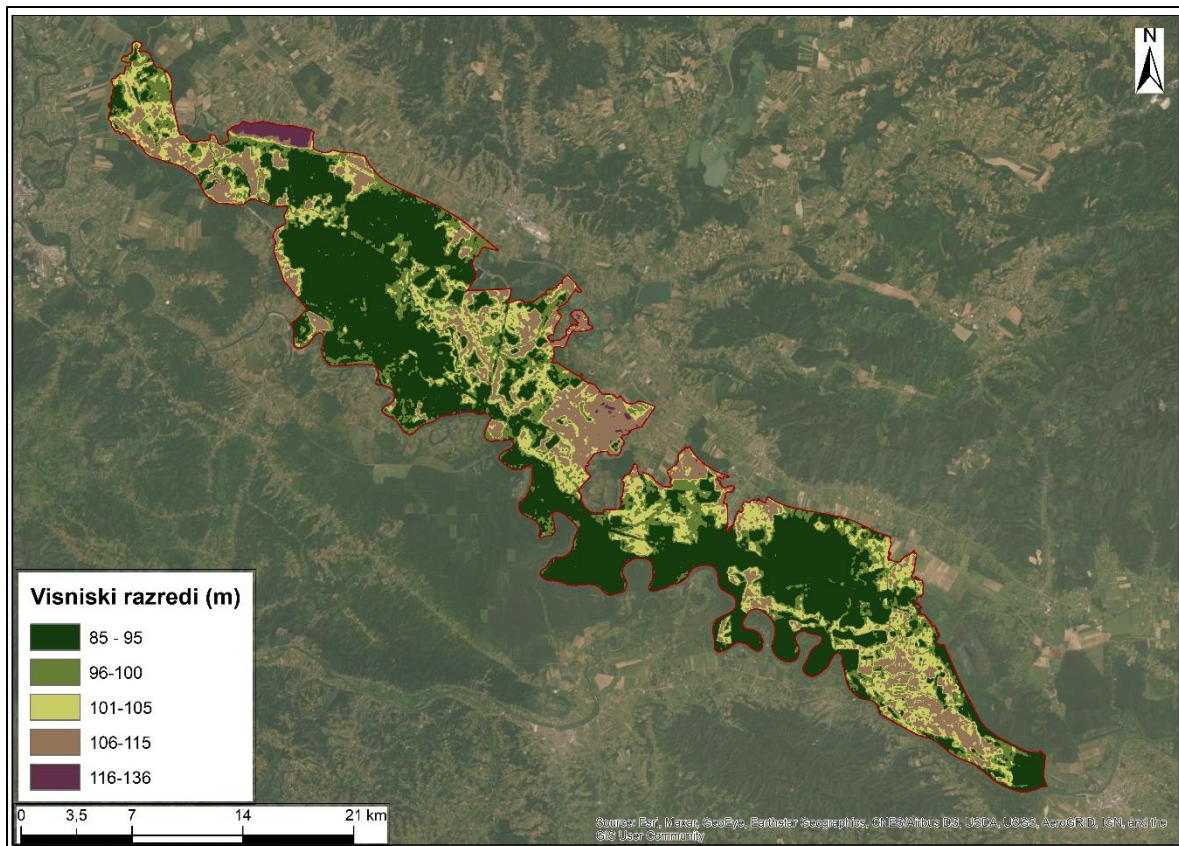 N
Visniski razredi (m)
85 - 95
96-100
101-105
106-115
116-136
0 3,5 7 14 21 km
Source: Esri, Maxar, GeoEye, Earthstar Geographics, CNES/Airbus DS, USDA, USGS, AeroGRID, IGN, and the
GIS User Community